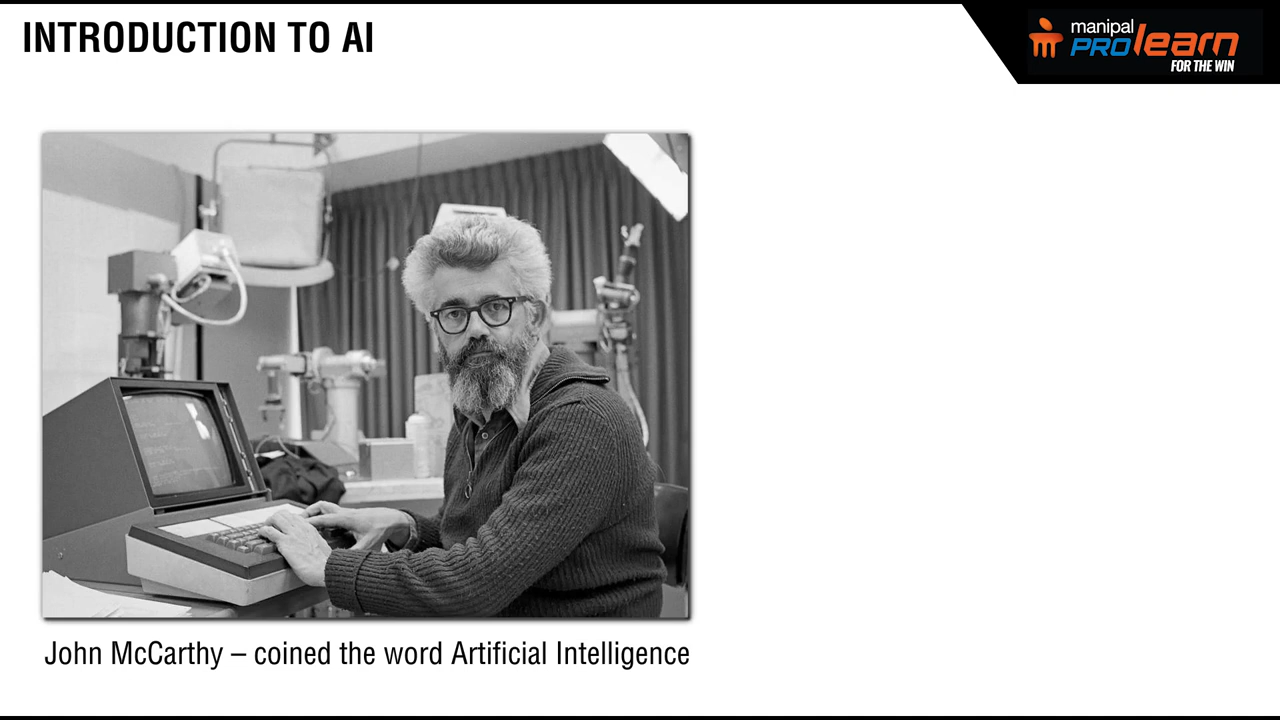 INTRODUCTION TO AI
manipal
PROlearn
FOR THE WIN
John McCarthy – coined the word Artificial Intelligence